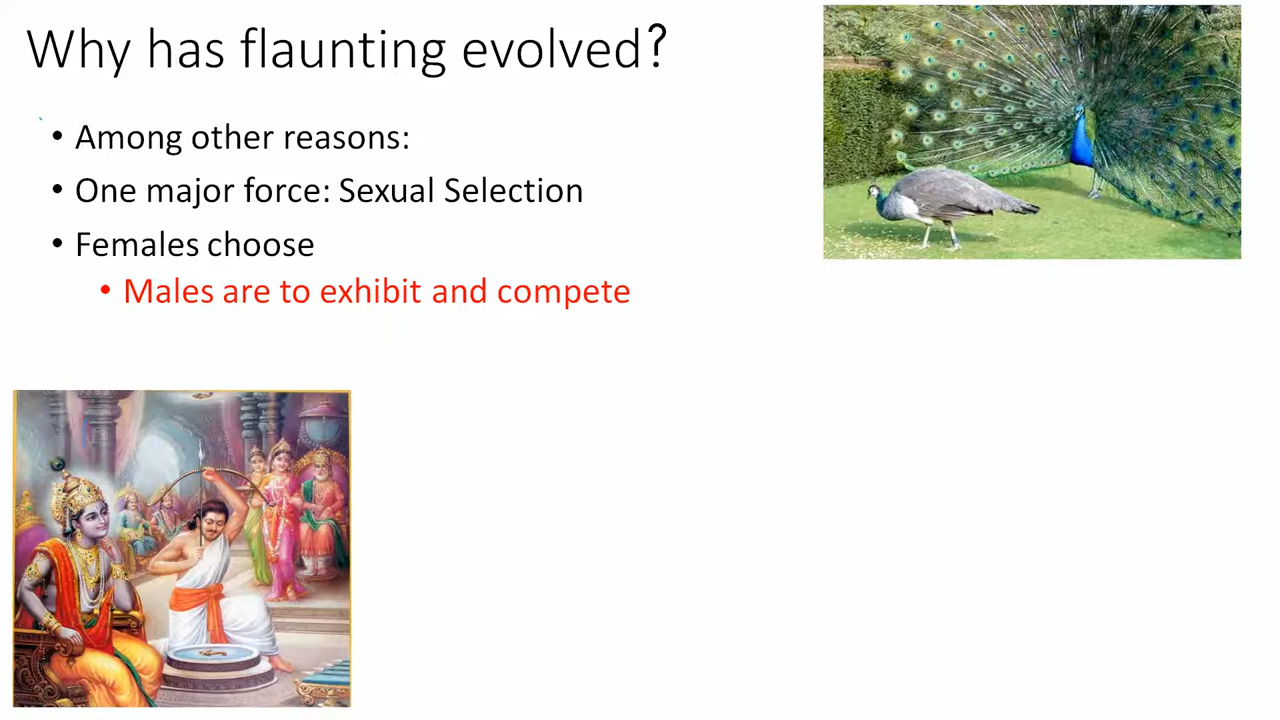 Why has flaunting evolved?
• Among other reasons:
• One major force: Sexual Selection
• Females choose
• Males are to exhibit and compete